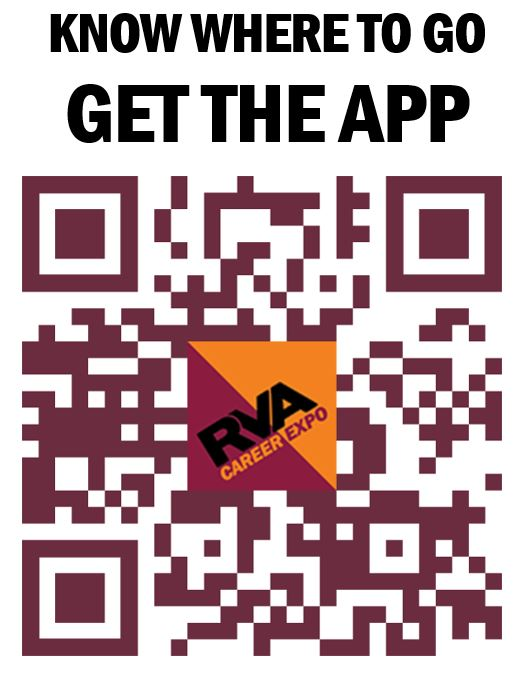 KNOW WHERE TO GO
GET THE APP
RVA
CAREER EXPO